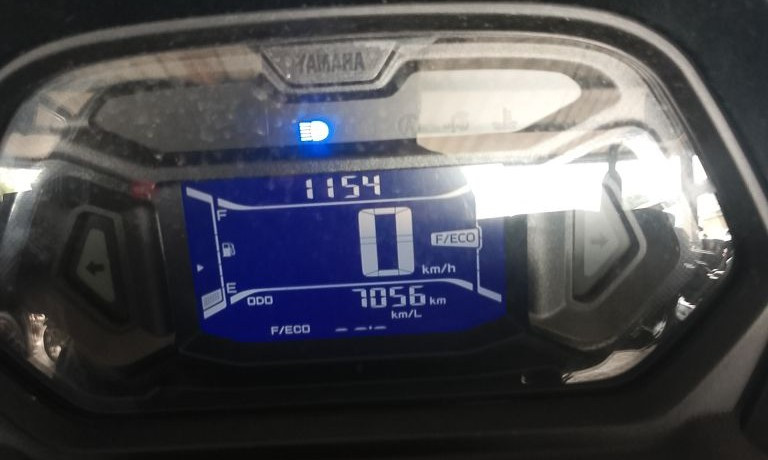 YAMAHA
1154
F
0 F/ECO
km/h
E
ODO 7056 km
km/L
F/ECO --.-